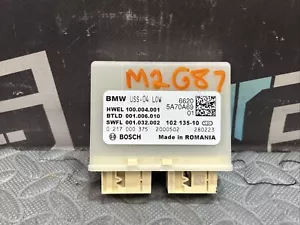 M2G87
BMW USS-04 LOW 6620
5A70A69
HWEL 100.004.001 01
BTLD 001.006.010
SWFL 001.032.002 102 135-10
0 217 000 375 2000502 280223
BOSCH Made in ROMANIA